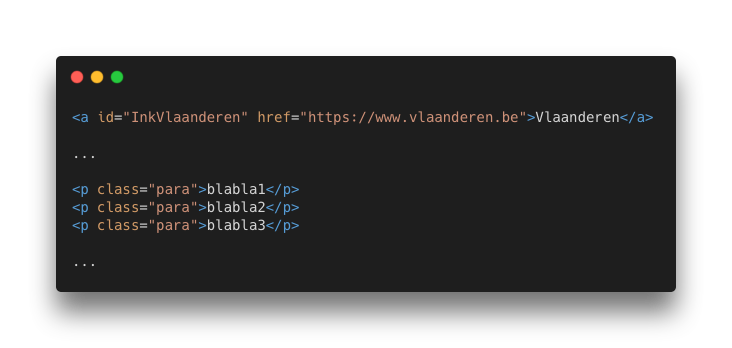 <a id="InkVlaanderen" href="https://www.vlaanderen.be">Vlaanderen</a>
...
<p class="para">blabla1</p>
<p class="para">blabla2</p>
<p class="para">blabla3</p>
...